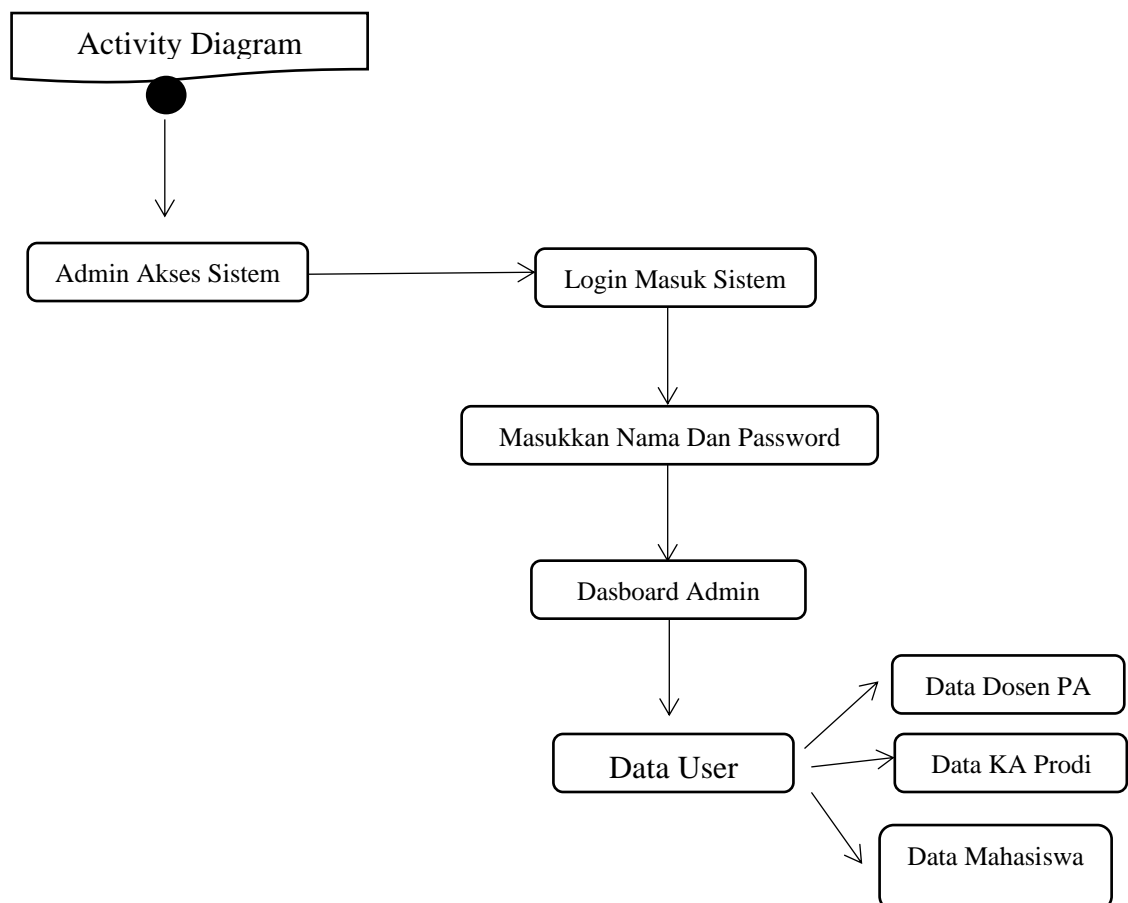 Activity Diagram
Admin Akses Sistem
Login Masuk Sistem
Masukkan Nama Dan Password
Dasboard Admin
Data Dosen PA
Data User
Data KA Prodi
Data Mahasiswa